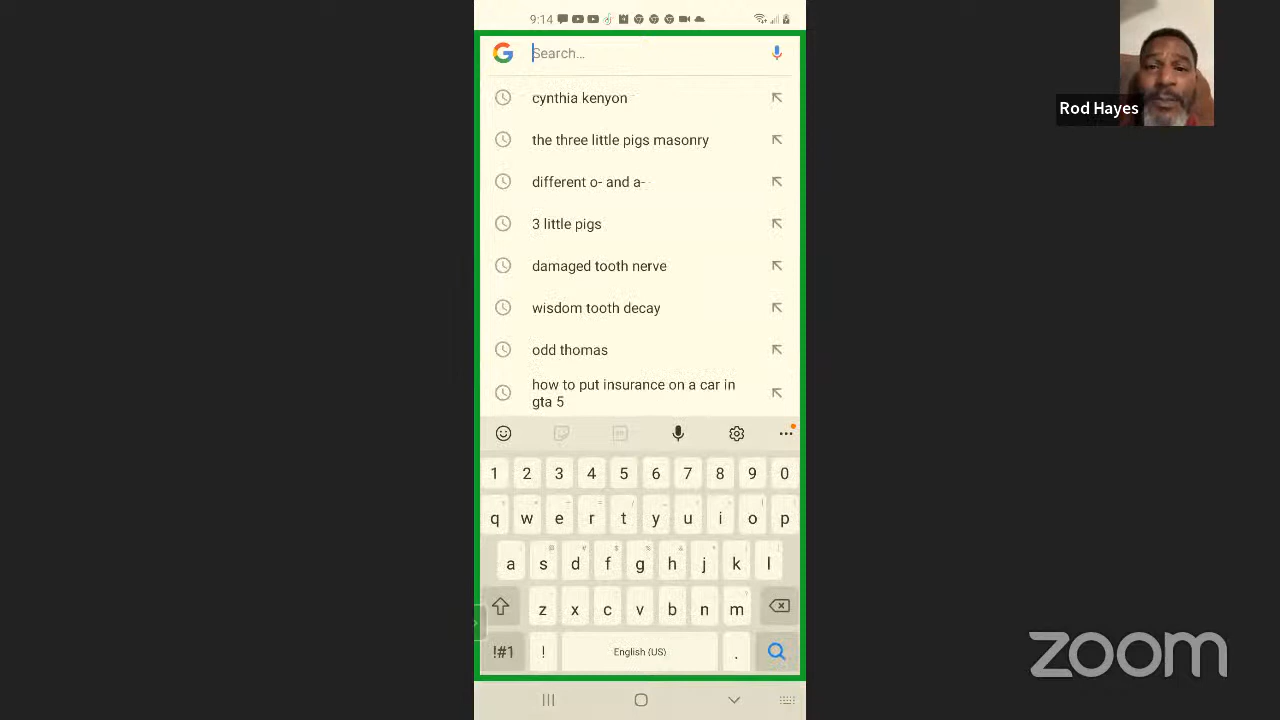 9:14
Search...
cynthia kenyon
the three little pigs masonry
different o- and a-
3 little pigs
damaged tooth nerve
wisdom tooth decay
odd thomas
how to put insurance on a car in
gta 5
1 2 3 4 5 6 7 8 9 0
q w e r t y u i o p
a s d f g h j k l
z x c v b n m
!#1 ! English (US) .
Rod Hayes
zoom